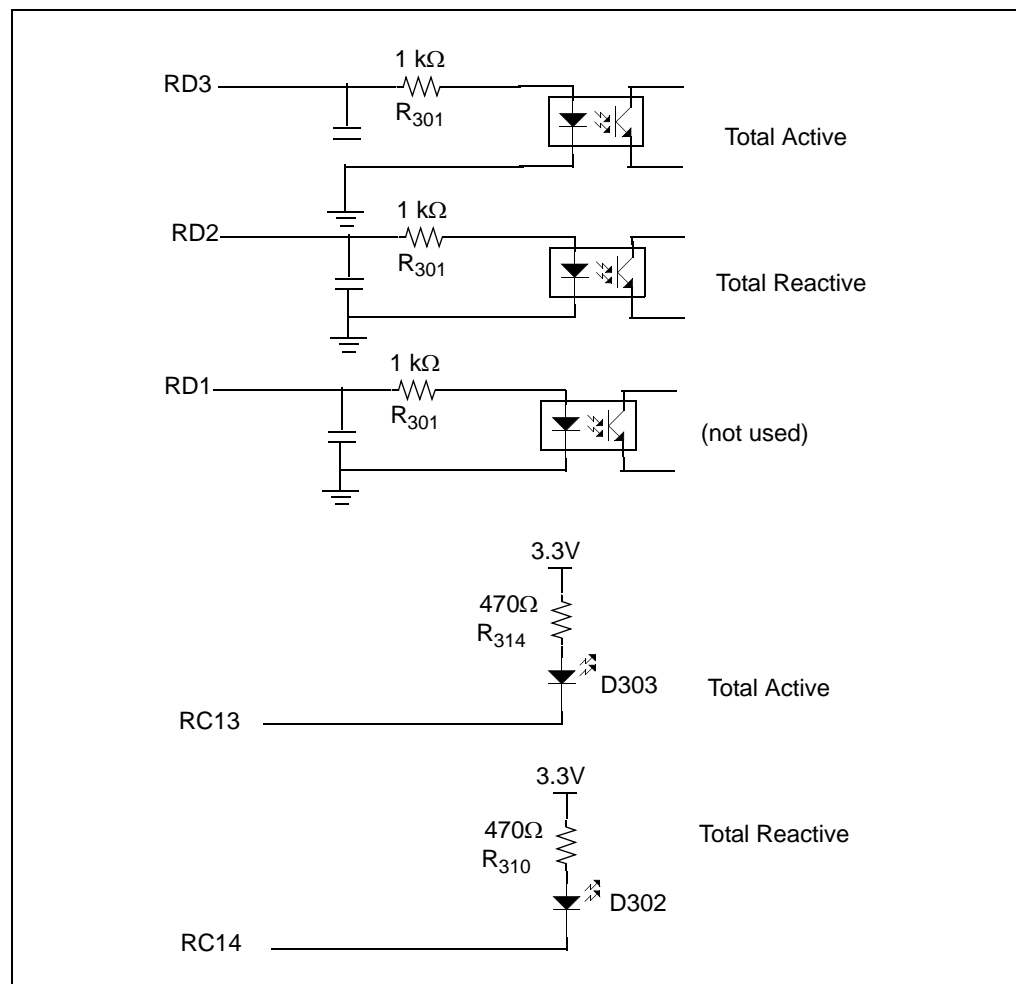 1 kΩ
RD3
R301
Total Active
1 kΩ
RD2
R301
Total Reactive
1 kΩ
RD1
R301
(not used)
3.3V
470Ω
R314
D303
Total Active
RC13
3.3V
470Ω
Total Reactive
R310
D302
RC14